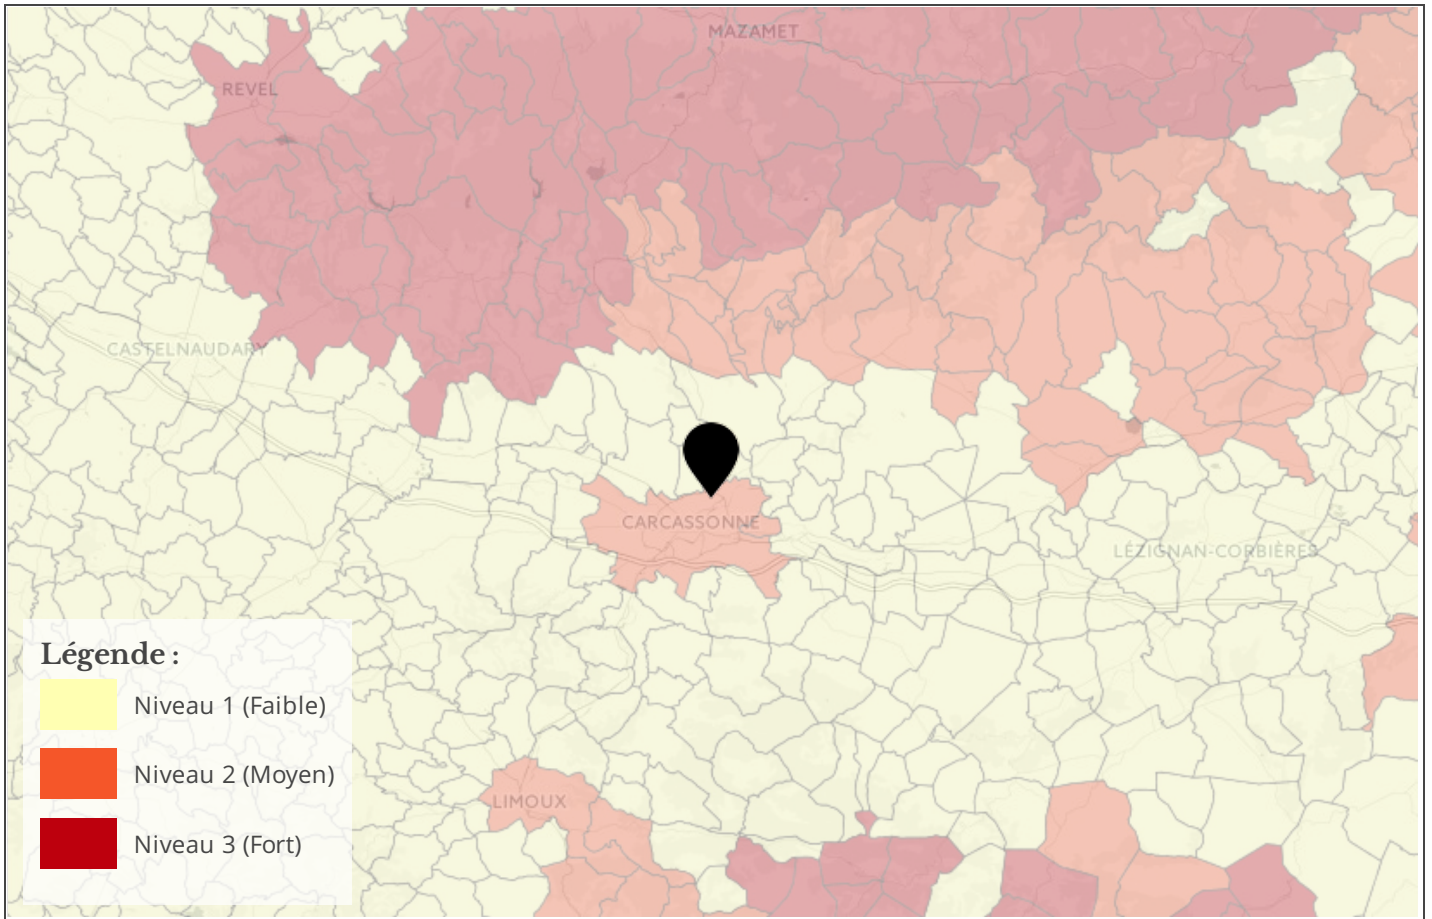 MAZAMET
REVEL
CASTELNAUDARY
CARCASSONNE
LÉZIGNAN-CORBIÈRES
LIMOUX
Légende :
Niveau 1 (Faible)
Niveau 2 (Moyen)
Niveau 3 (Fort)